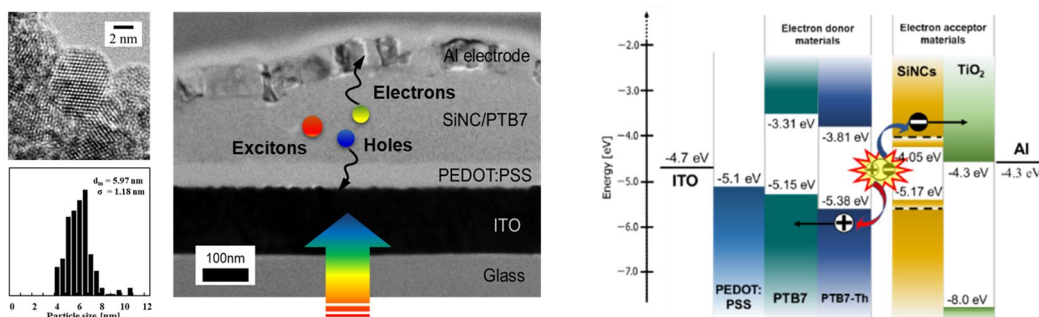 2 nm
dm = 5.97 nm
σ = 1.18 nm
0 2 4 6 8 10 12
Particle size [nm]
Al electrode
Electrons
SiNC/PTB7
Excitons
Holes
PEDOT:PSS
ITO
100nm
Glass
Electron donor
materials
Electron acceptor
materials
Energy [eV]
-2.0
-3.0
-4.0
-5.0
-6.0
-7.0
SiNCs
TiO2
-3.31 eV
-3.81 eV
-4.05 eV
-4.7 eV
ITO
Al
-4.3 eV
-4.3 eV
-5.1 eV
-5.15 eV
-5.17 eV
-5.38 eV
PEDOT:
PSS
PTB7
PTB7-Th
-8.0 eV